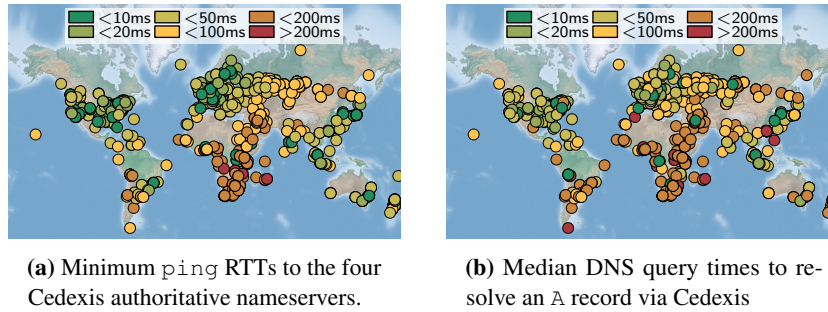 <10ms <50ms <200ms
<20ms <100ms >200ms
<10ms <50ms <200ms
<20ms <100ms >200ms
(a) Minimum ping RTTs to the four
Cedexis authoritative nameservers.
(b) Median DNS query times to re-
solve an A record via Cedexis